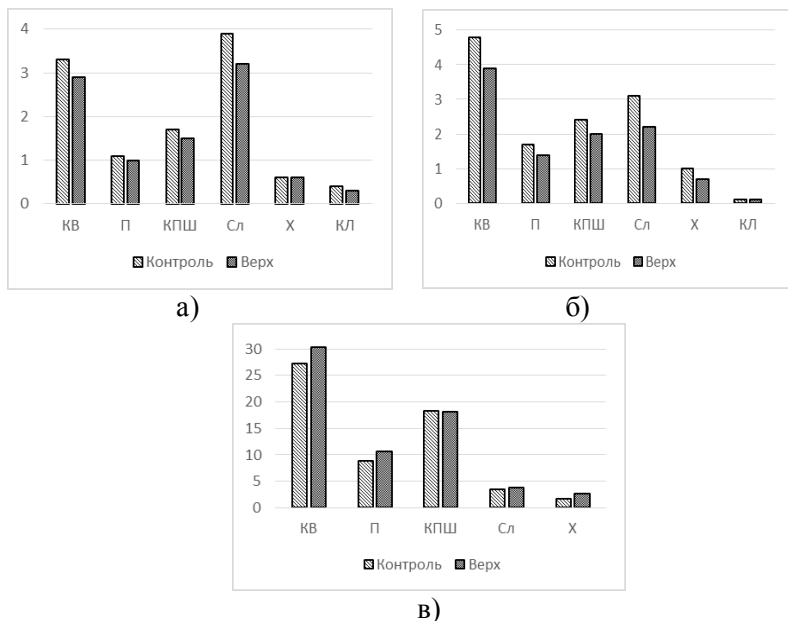 4
3
2
1
0
КВ П КПШ Сл Х КЛ
Контроль Верх
а)
5
4
3
2
1
0
КВ П КПШ Сл Х КЛ
Контроль Верх
б)
30
25
20
15
10
5
0
КВ П КПШ Сл Х
Контроль Верх
в)